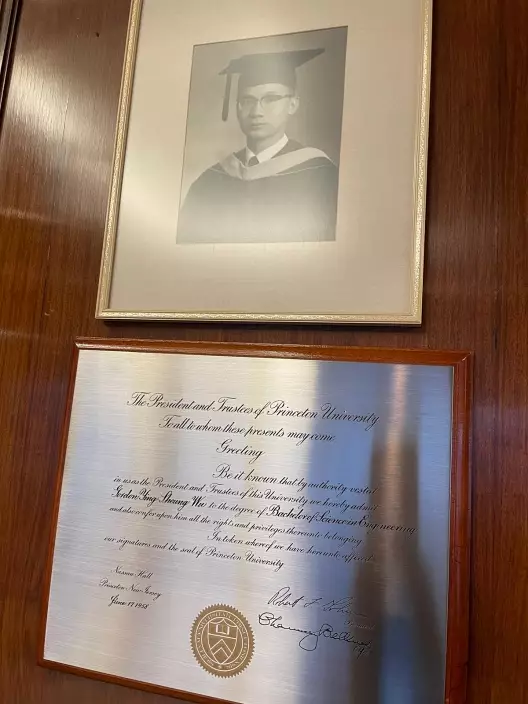 The President and Trustees of Princeton University
To all to whom these presents may come
Greeting
Be it known that by authority vested
in us as the President and Trustees of this University we hereby admit
Gordon Ying Sheung Wu to the degree of Bachelor of Science in Engineering
and also confer upon him all the rights and privileges thereunto belonging
In token whereof we have hereunto affixed
our signatures and the seal of Princeton University
Nassau Hall
Princeton New Jersey
June 17 1958
Robert F